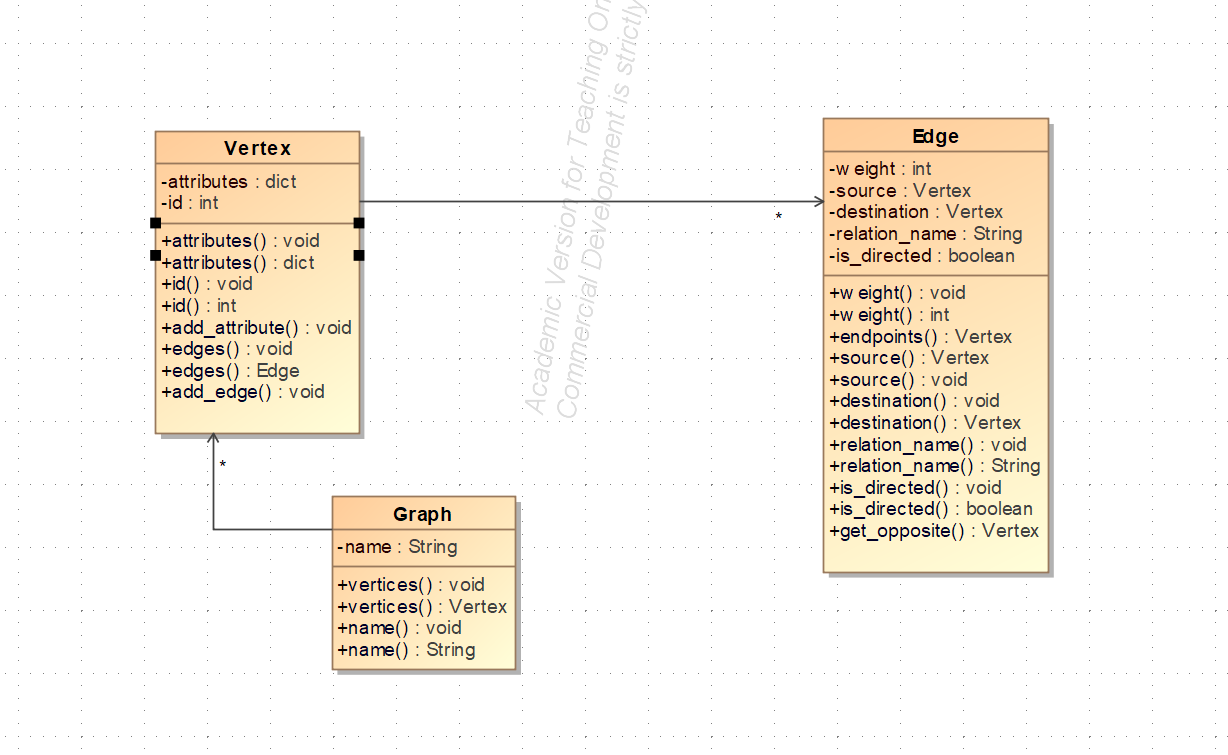 Academic Version for Teaching On
Commercial Development is strictly
Vertex
-attributes : dict
-id : int
+attributes() : void
+attributes() : dict
+id() : void
+id() : int
+add_attribute() : void
+edges() : void
+edges() : Edge
+add_edge() : void
*
Edge
-weight : int
-source : Vertex
-destination : Vertex
-relation_name : String
-is_directed : boolean
+weight() : void
+weight() : int
+endpoints() : Vertex
+source() : Vertex
+source() : void
+destination() : void
+destination() : Vertex
+relation_name() : void
+relation_name() : String
+is_directed() : void
+is_directed() : boolean
+get_opposite() : Vertex
*
Graph
-name : String
+vertices() : void
+vertices() : Vertex
+name() : void
+name() : String